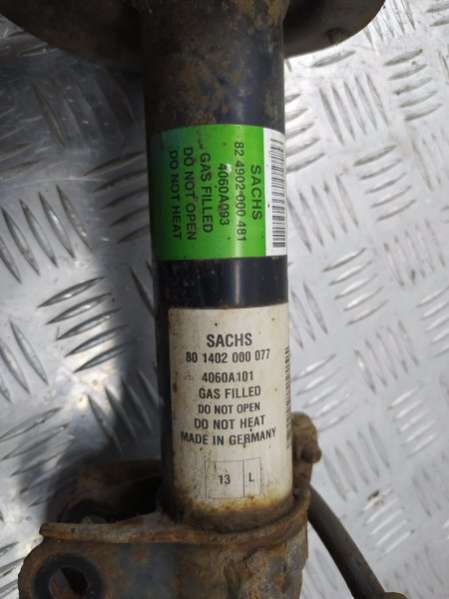 SACHS
82 4902 000 481
4060A093
GAS FILLED
DO NOT OPEN
DO NOT HEAT
SACHS
80 1402 000 077
4060A101
GAS FILLED
DO NOT OPEN
DO NOT HEAT
MADE IN GERMANY
13 L